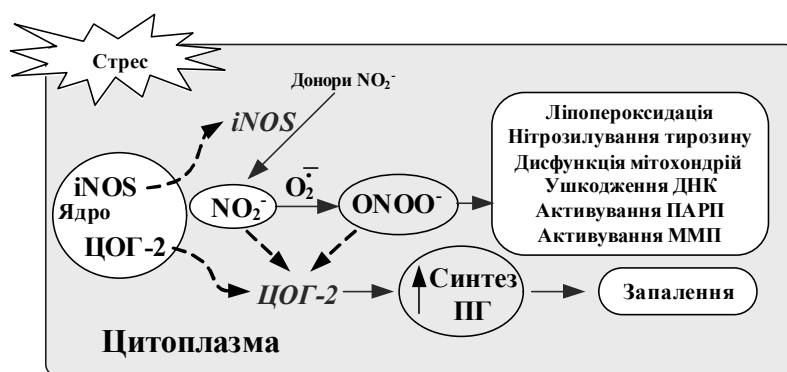 Стрес
Донори NO₂⁻
iNOS
iNOS
Ядро
ЦОГ-2
NO₂⁻
O₂•̅
ONOO⁻
Ліпопероксидація
Нітрозилування тирозину
Дисфункція мітохондрій
Ушкодження ДНК
Активування ПАРП
Активування ММП
ЦОГ-2
Синтез
ПГ
Запалення
Цитоплазма